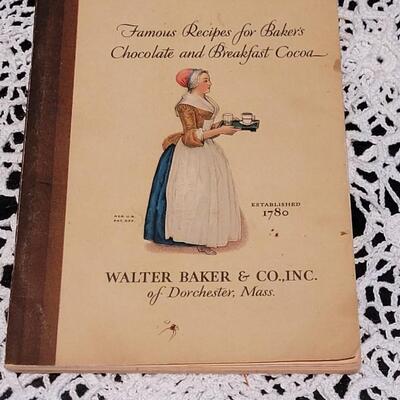 Famous Recipes for Baker's
Chocolate and Breakfast Cocoa
ESTABLISHED
1780
REG. U.S.
PAT. OFF.
WALTER BAKER & CO., INC.
of Dorchester, Mass.